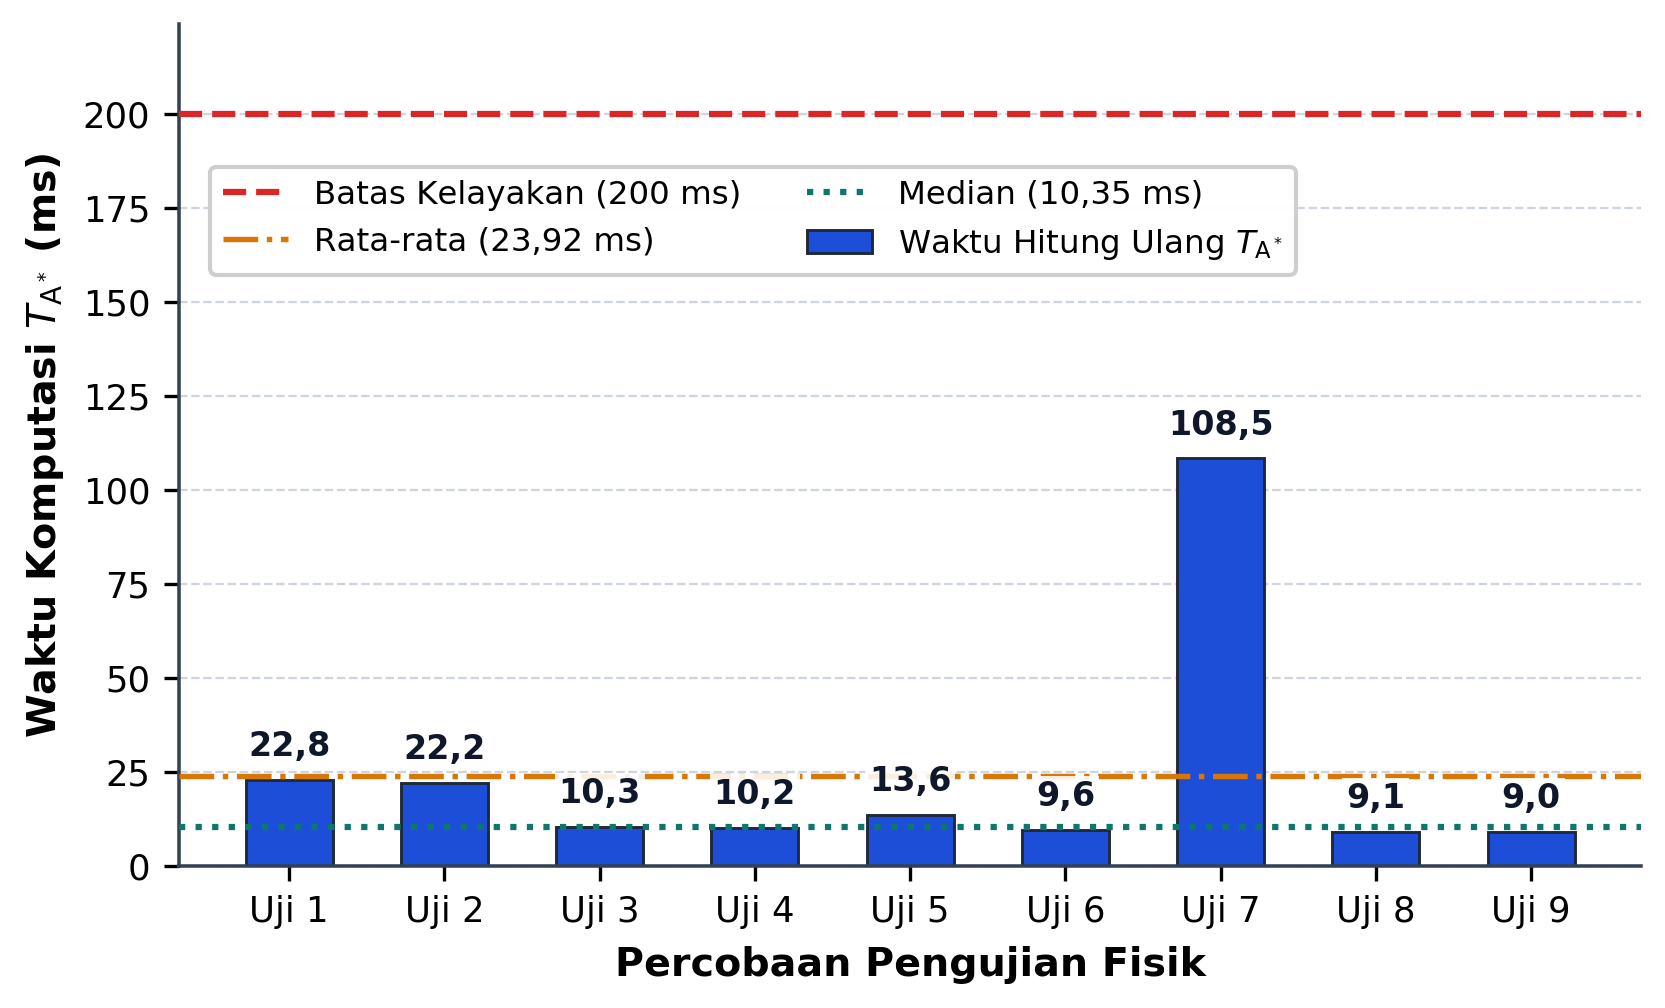 Waktu Komputasi T_A* (ms)
200
175
150
125
100
75
50
25
0
Batas Kelayakan (200 ms)
Rata-rata (23,92 ms)
Median (10,35 ms)
Waktu Hitung Ulang T_A*
22,8
22,2
10,3
10,2
13,6
9,6
108,5
9,1
9,0
Uji 1 Uji 2 Uji 3 Uji 4 Uji 5 Uji 6 Uji 7 Uji 8 Uji 9
Percobaan Pengujian Fisik